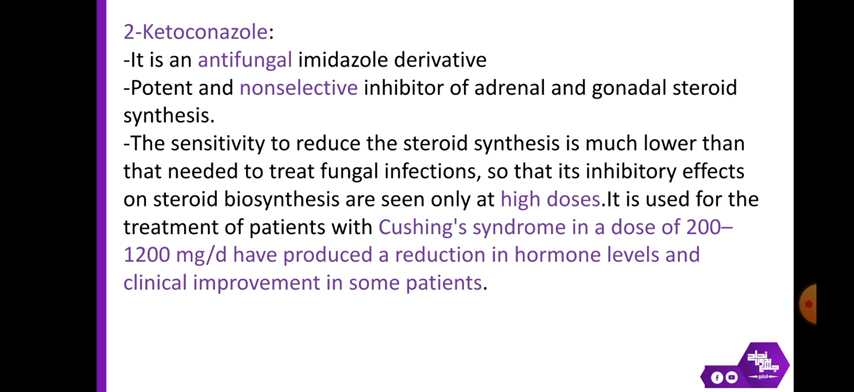 2-Ketoconazole:
-It is an antifungal imidazole derivative
-Potent and nonselective inhibitor of adrenal and gonadal steroid
synthesis.
-The sensitivity to reduce the steroid synthesis is much lower than
that needed to treat fungal infections, so that its inhibitory effects
on steroid biosynthesis are seen only at high doses.It is used for the
treatment of patients with Cushing's syndrome in a dose of 200–
1200 mg/d have produced a reduction in hormone levels and
clinical improvement in some patients.